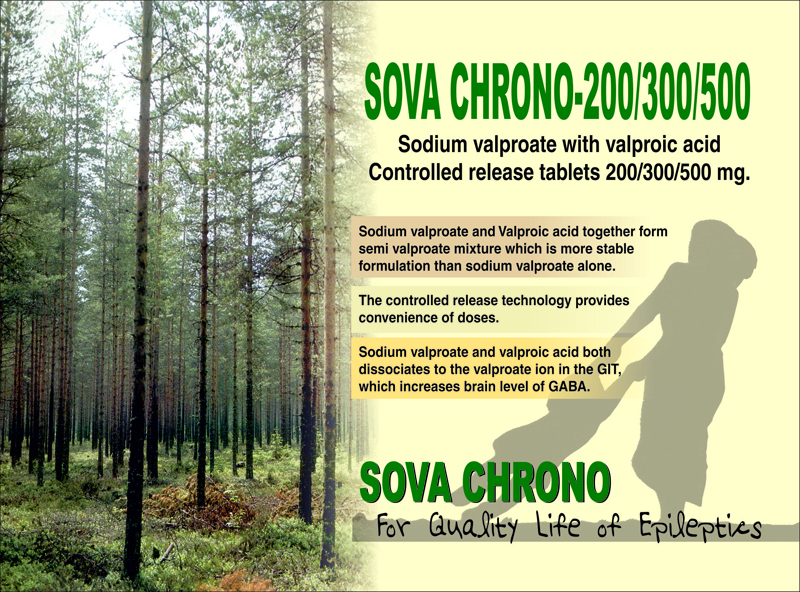 SOVA CHRONO-200/300/500
Sodium valproate with valproic acid
Controlled release tablets 200/300/500 mg.
Sodium valproate and Valproic acid together form
semi valproate mixture which is more stable
formulation than sodium valproate alone.
The controlled release technology provides
convenience of doses.
Sodium valproate and valproic acid both
dissociates to the valproate ion in the GIT,
which increases brain level of GABA.
SOVA CHRONO
For Quality Life of Epileptics